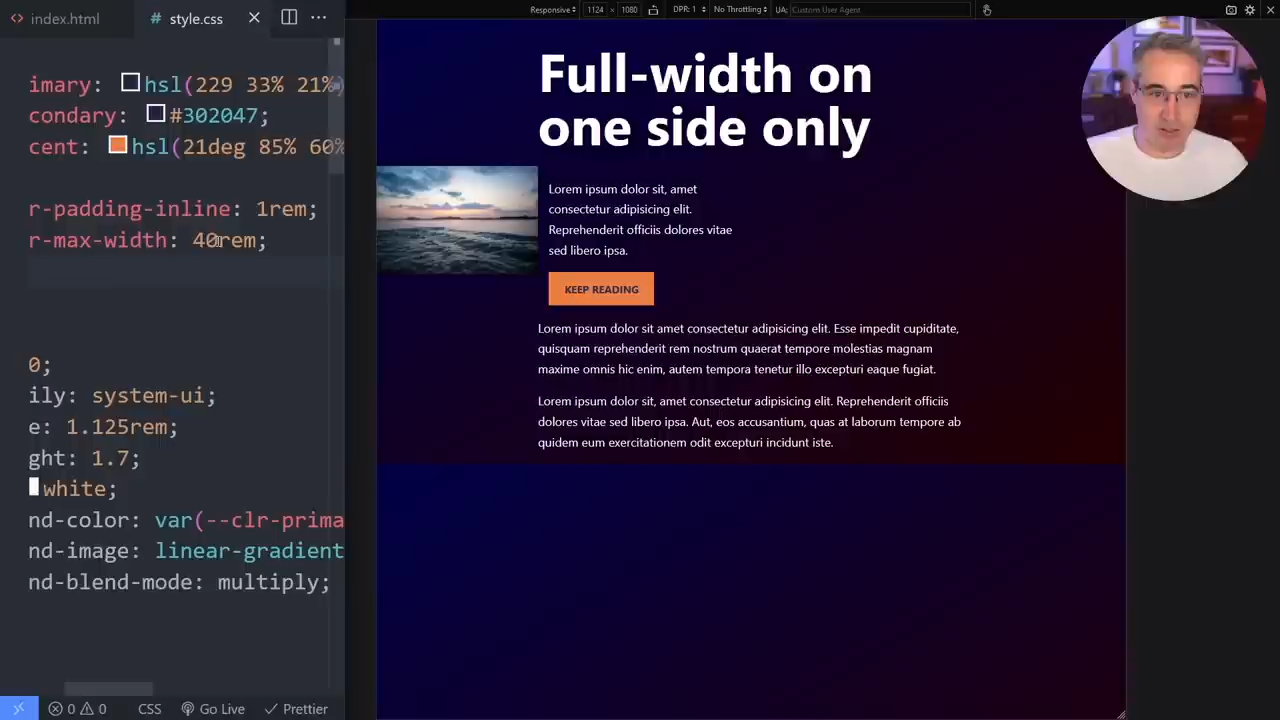 index.html
# style.css
imary: hsl(229 33% 21%)
condary: #302047;
cent: hsl(21deg 85% 60%
r-padding-inline: 1rem;
r-max-width: 40rem;
0;
ily: system-ui;
e: 1.125rem;
ght: 1.7;
white;
nd-color: var(--clr-prima
nd-image: linear-gradient
nd-blend-mode: multiply;
0 0 CSS Go Live Prettier
Responsive 1124 × 1080 DPR: 1 No Throttling UA: Custom User Agent
Full-width on
one side only
Lorem ipsum dolor sit, amet
consectetur adipisicing elit.
Reprehenderit officiis dolores vitae
sed libero ipsa.
KEEP READING
Lorem ipsum dolor sit amet consectetur adipisicing elit. Esse impedit cupiditate,
quisquam reprehenderit rem nostrum quaerat tempore molestias magnam
maxime omnis hic enim, autem tempora tenetur illo excepturi eaque fugiat.
Lorem ipsum dolor sit, amet consectetur adipisicing elit. Reprehenderit officiis
dolores vitae sed libero ipsa. Aut, eos accusantium, quas at laborum tempore ab
quidem eum exercitationem odit excepturi incidunt iste.